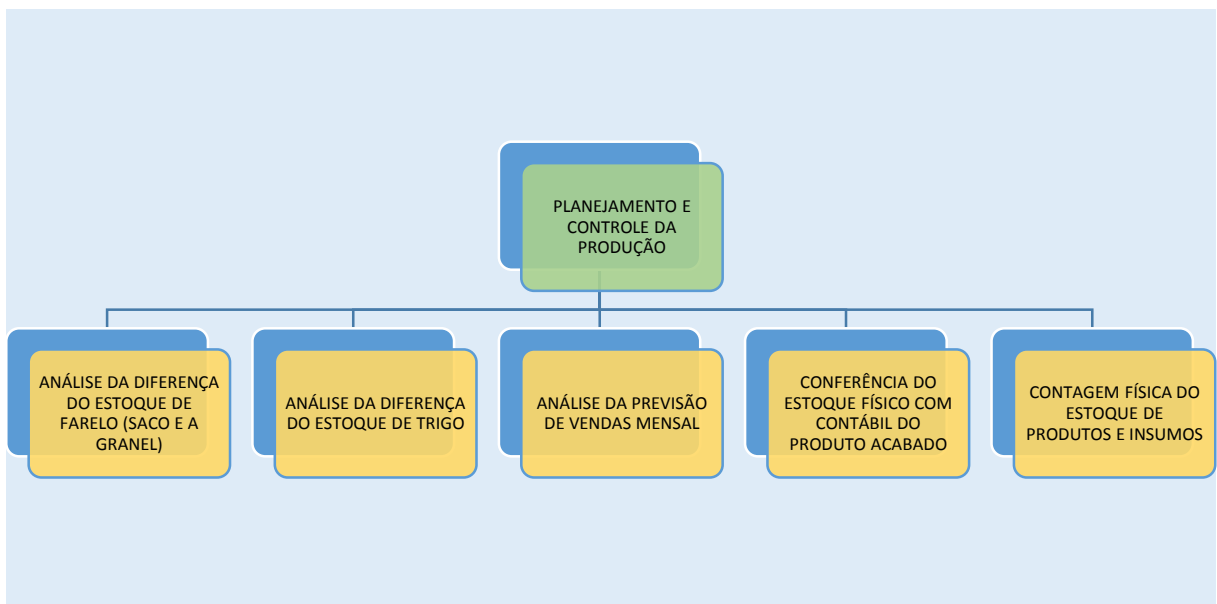 PLANEJAMENTO E
CONTROLE DA
PRODUÇÃO
ANÁLISE DA DIFERENÇA
DO ESTOQUE DE
FARELO (SACO E A
GRANEL)
ANÁLISE DA DIFERENÇA
DO ESTOQUE DE TRIGO
ANÁLISE DA PREVISÃO
DE VENDAS MENSAL
CONFERÊNCIA DO
ESTOQUE FÍSICO COM
CONTÁBIL DO
PRODUTO ACABADO
CONTAGEM FÍSICA DO
ESTOQUE DE
PRODUTOS E INSUMOS